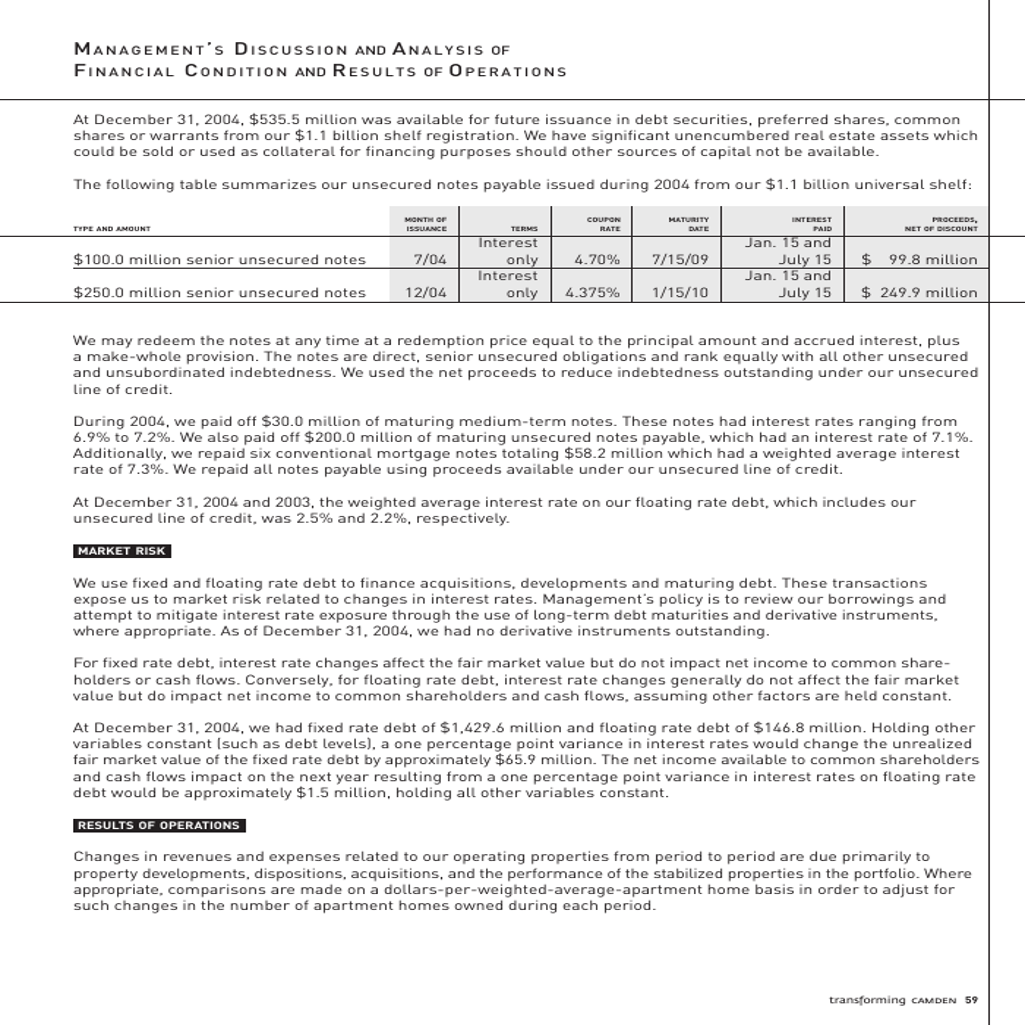 MANAGEMENT'S DISCUSSION AND ANALYSIS OF
FINANCIAL CONDITION AND RESULTS OF OPERATIONS
At December 31, 2004, $535.5 million was available for future issuance in debt securities, preferred shares, common
shares or warrants from our $1.1 billion shelf registration. We have significant unencumbered real estate assets which
could be sold or used as collateral for financing purposes should other sources of capital not be available.
The following table summarizes our unsecured notes payable issued during 2004 from our $1.1 billion universal shelf:
MONTH OF COUPON MATURITY INTEREST PROCEEDS,
TYPE AND AMOUNT ISSUANCE TERMS RATE DATE PAID NET OF DISCOUNT
Interest Jan. 15 and
$100.0 million senior unsecured notes 7/04 only 4.70% 7/15/09 July 15 $ 99.8 million
Interest Jan. 15 and
$250.0 million senior unsecured notes 12/04 only 4.375% 1/15/10 July 15 $ 249.9 million
We may redeem the notes at any time at a redemption price equal to the principal amount and accrued interest, plus
a make-whole provision. The notes are direct, senior unsecured obligations and rank equally with all other unsecured
and unsubordinated indebtedness. We used the net proceeds to reduce indebtedness outstanding under our unsecured
line of credit.
During 2004, we paid off $30.0 million of maturing medium-term notes. These notes had interest rates ranging from
6.9% to 7.2%. We also paid off $200.0 million of maturing unsecured notes payable, which had an interest rate of 7.1%.
Additionally, we repaid six conventional mortgage notes totaling $58.2 million which had a weighted average interest
rate of 7.3%. We repaid all notes payable using proceeds available under our unsecured line of credit.
At December 31, 2004 and 2003, the weighted average interest rate on our floating rate debt, which includes our
unsecured line of credit, was 2.5% and 2.2%, respectively.
MARKET RISK
We use fixed and floating rate debt to finance acquisitions, developments and maturing debt. These transactions
expose us to market risk related to changes in interest rates. Management's policy is to review our borrowings and
attempt to mitigate interest rate exposure through the use of long-term debt maturities and derivative instruments,
where appropriate. As of December 31, 2004, we had no derivative instruments outstanding.
For fixed rate debt, interest rate changes affect the fair market value but do not impact net income to common share-
holders or cash flows. Conversely, for floating rate debt, interest rate changes generally do not affect the fair market
value but do impact net income to common shareholders and cash flows, assuming other factors are held constant.
At December 31, 2004, we had fixed rate debt of $1,429.6 million and floating rate debt of $146.8 million. Holding other
variables constant (such as debt levels), a one percentage point variance in interest rates would change the unrealized
fair market value of the fixed rate debt by approximately $65.9 million. The net income available to common shareholders
and cash flows impact on the next year resulting from a one percentage point variance in interest rates on floating rate
debt would be approximately $1.5 million, holding all other variables constant.
RESULTS OF OPERATIONS
Changes in revenues and expenses related to our operating properties from period to period are due primarily to
property developments, dispositions, acquisitions, and the performance of the stabilized properties in the portfolio. Where
appropriate, comparisons are made on a dollars-per-weighted-average-apartment home basis in order to adjust for
such changes in the number of apartment homes owned during each period.
transforming CAMDEN 59